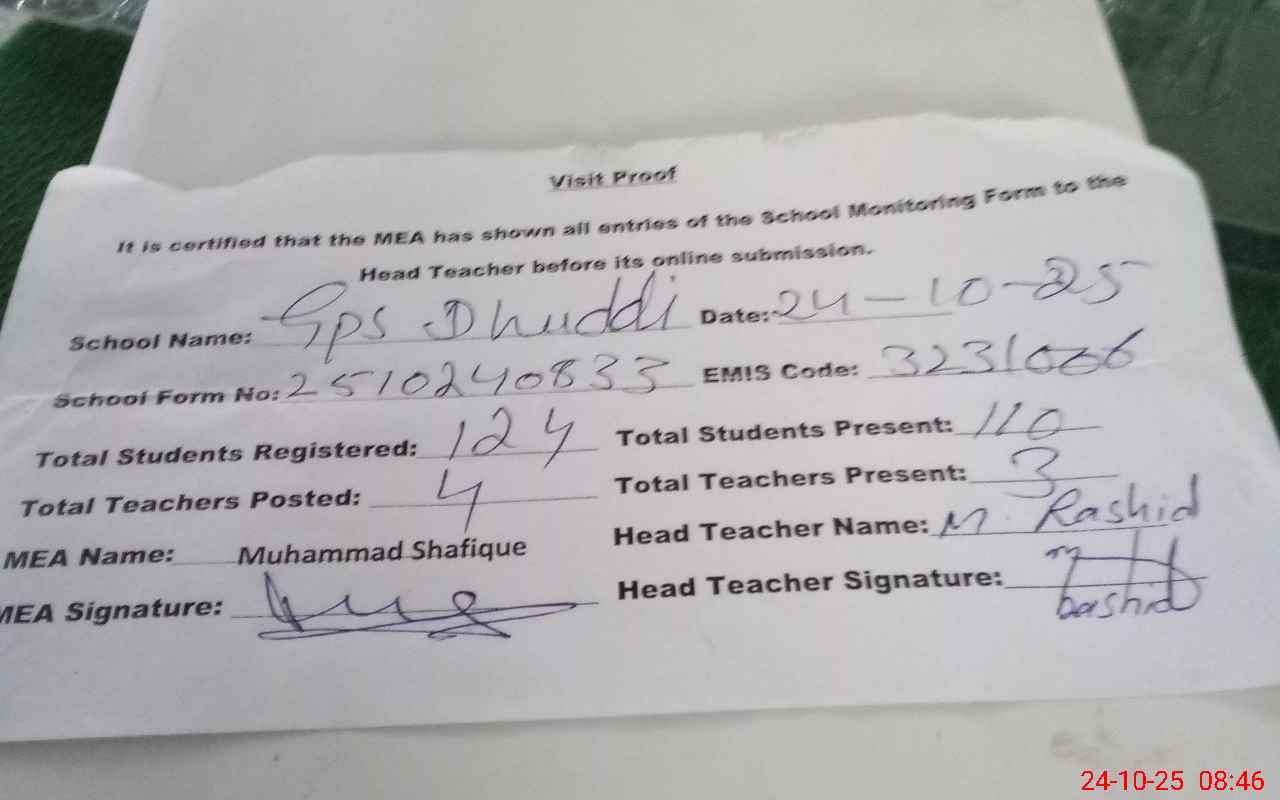 Visit Proof
It is certified that the MEA has shown all entries of the School Monitoring Form to the
Head Teacher before its online submission.
School Name: Gps Dhuddi Date: 24-10-25
School Form No: 2510240833 EMIS Code: 32310066
Total Students Registered: 124 Total Students Present: 110
Total Teachers Posted: 4 Total Teachers Present: 3
MEA Name: Muhammad Shafique Head Teacher Name: M. Rashid
MEA Signature: Head Teacher Signature:
24-10-25 08:46